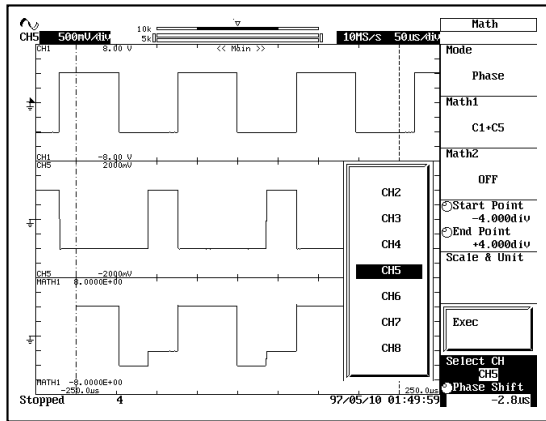 Math
10k
5k
CH5 500mV/div
10MS/s 50us/div
CH1 8.00 V
<< Main >>
Mode
Phase
Math1
C1+C5
CH1 -8.00 V
CH5 2000mV
Math2
OFF
CH2
CH3
CH4
CH5
CH6
CH7
CH8
Start Point
-4.000div
End Point
+4.000div
Scale & Unit
CH5 -2000mV
MATH1 8.0000E+00
Exec
MATH1 -8.0000E+00
-250.0us
250.0us
Select CH
CH5
Phase Shift
-2.8us
Stopped 4 97/05/10 01:49:59